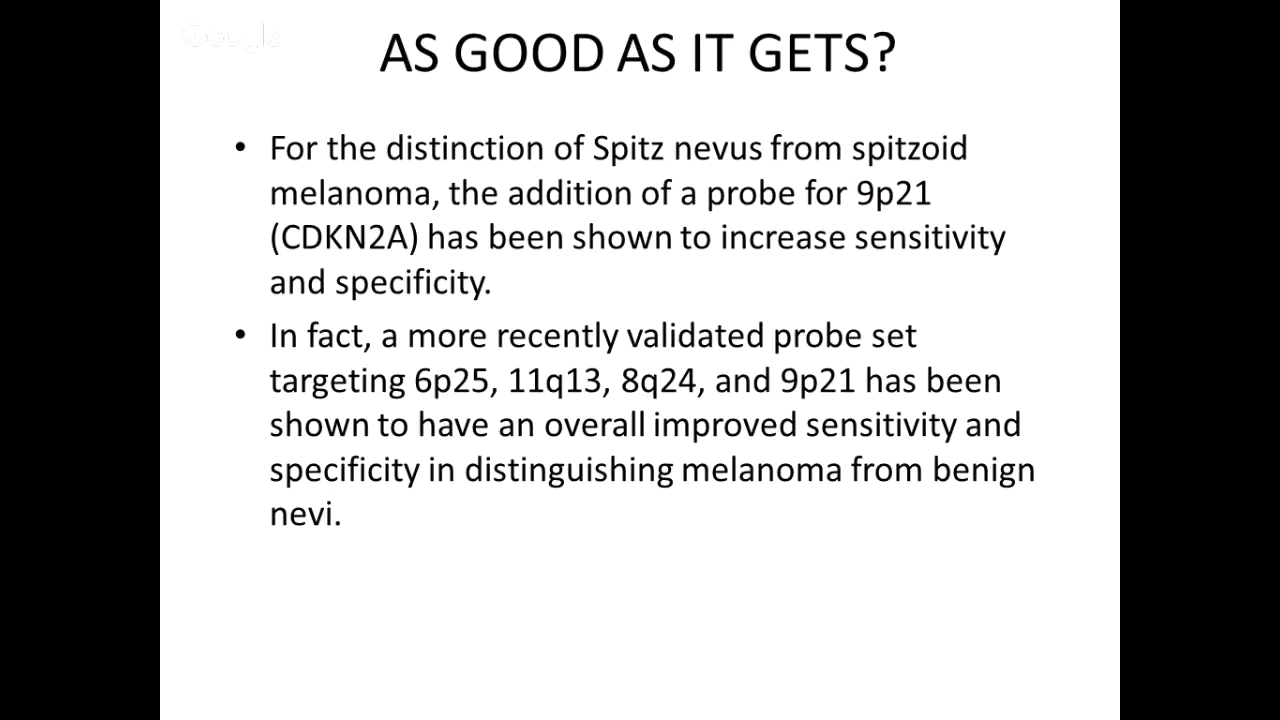 Google
AS GOOD AS IT GETS?
• For the distinction of Spitz nevus from spitzoid
melanoma, the addition of a probe for 9p21
(CDKN2A) has been shown to increase sensitivity
and specificity.
• In fact, a more recently validated probe set
targeting 6p25, 11q13, 8q24, and 9p21 has been
shown to have an overall improved sensitivity and
specificity in distinguishing melanoma from benign
nevi.